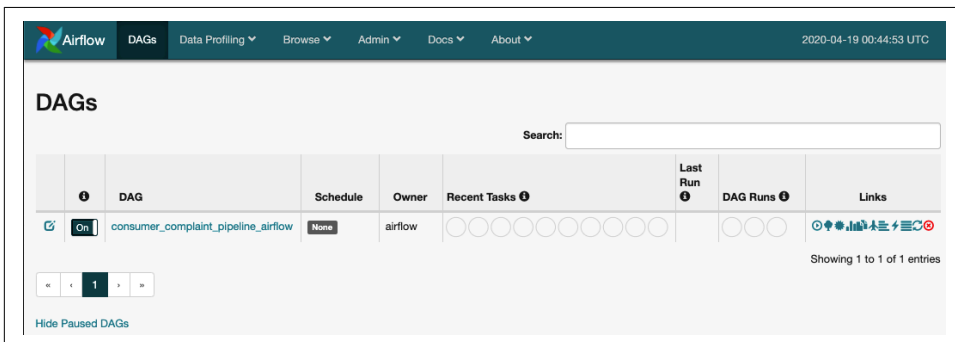 Airflow DAGs Data Profiling Browse Admin Docs About 2020-04-19 00:44:53 UTC
DAGs
Search:
DAG Schedule Owner Recent Tasks Last Run DAG Runs Links
On consumer_complaint_pipeline_airflow None airflow
Showing 1 to 1 of 1 entries
« ‹ 1 › »
Hide Paused DAGs